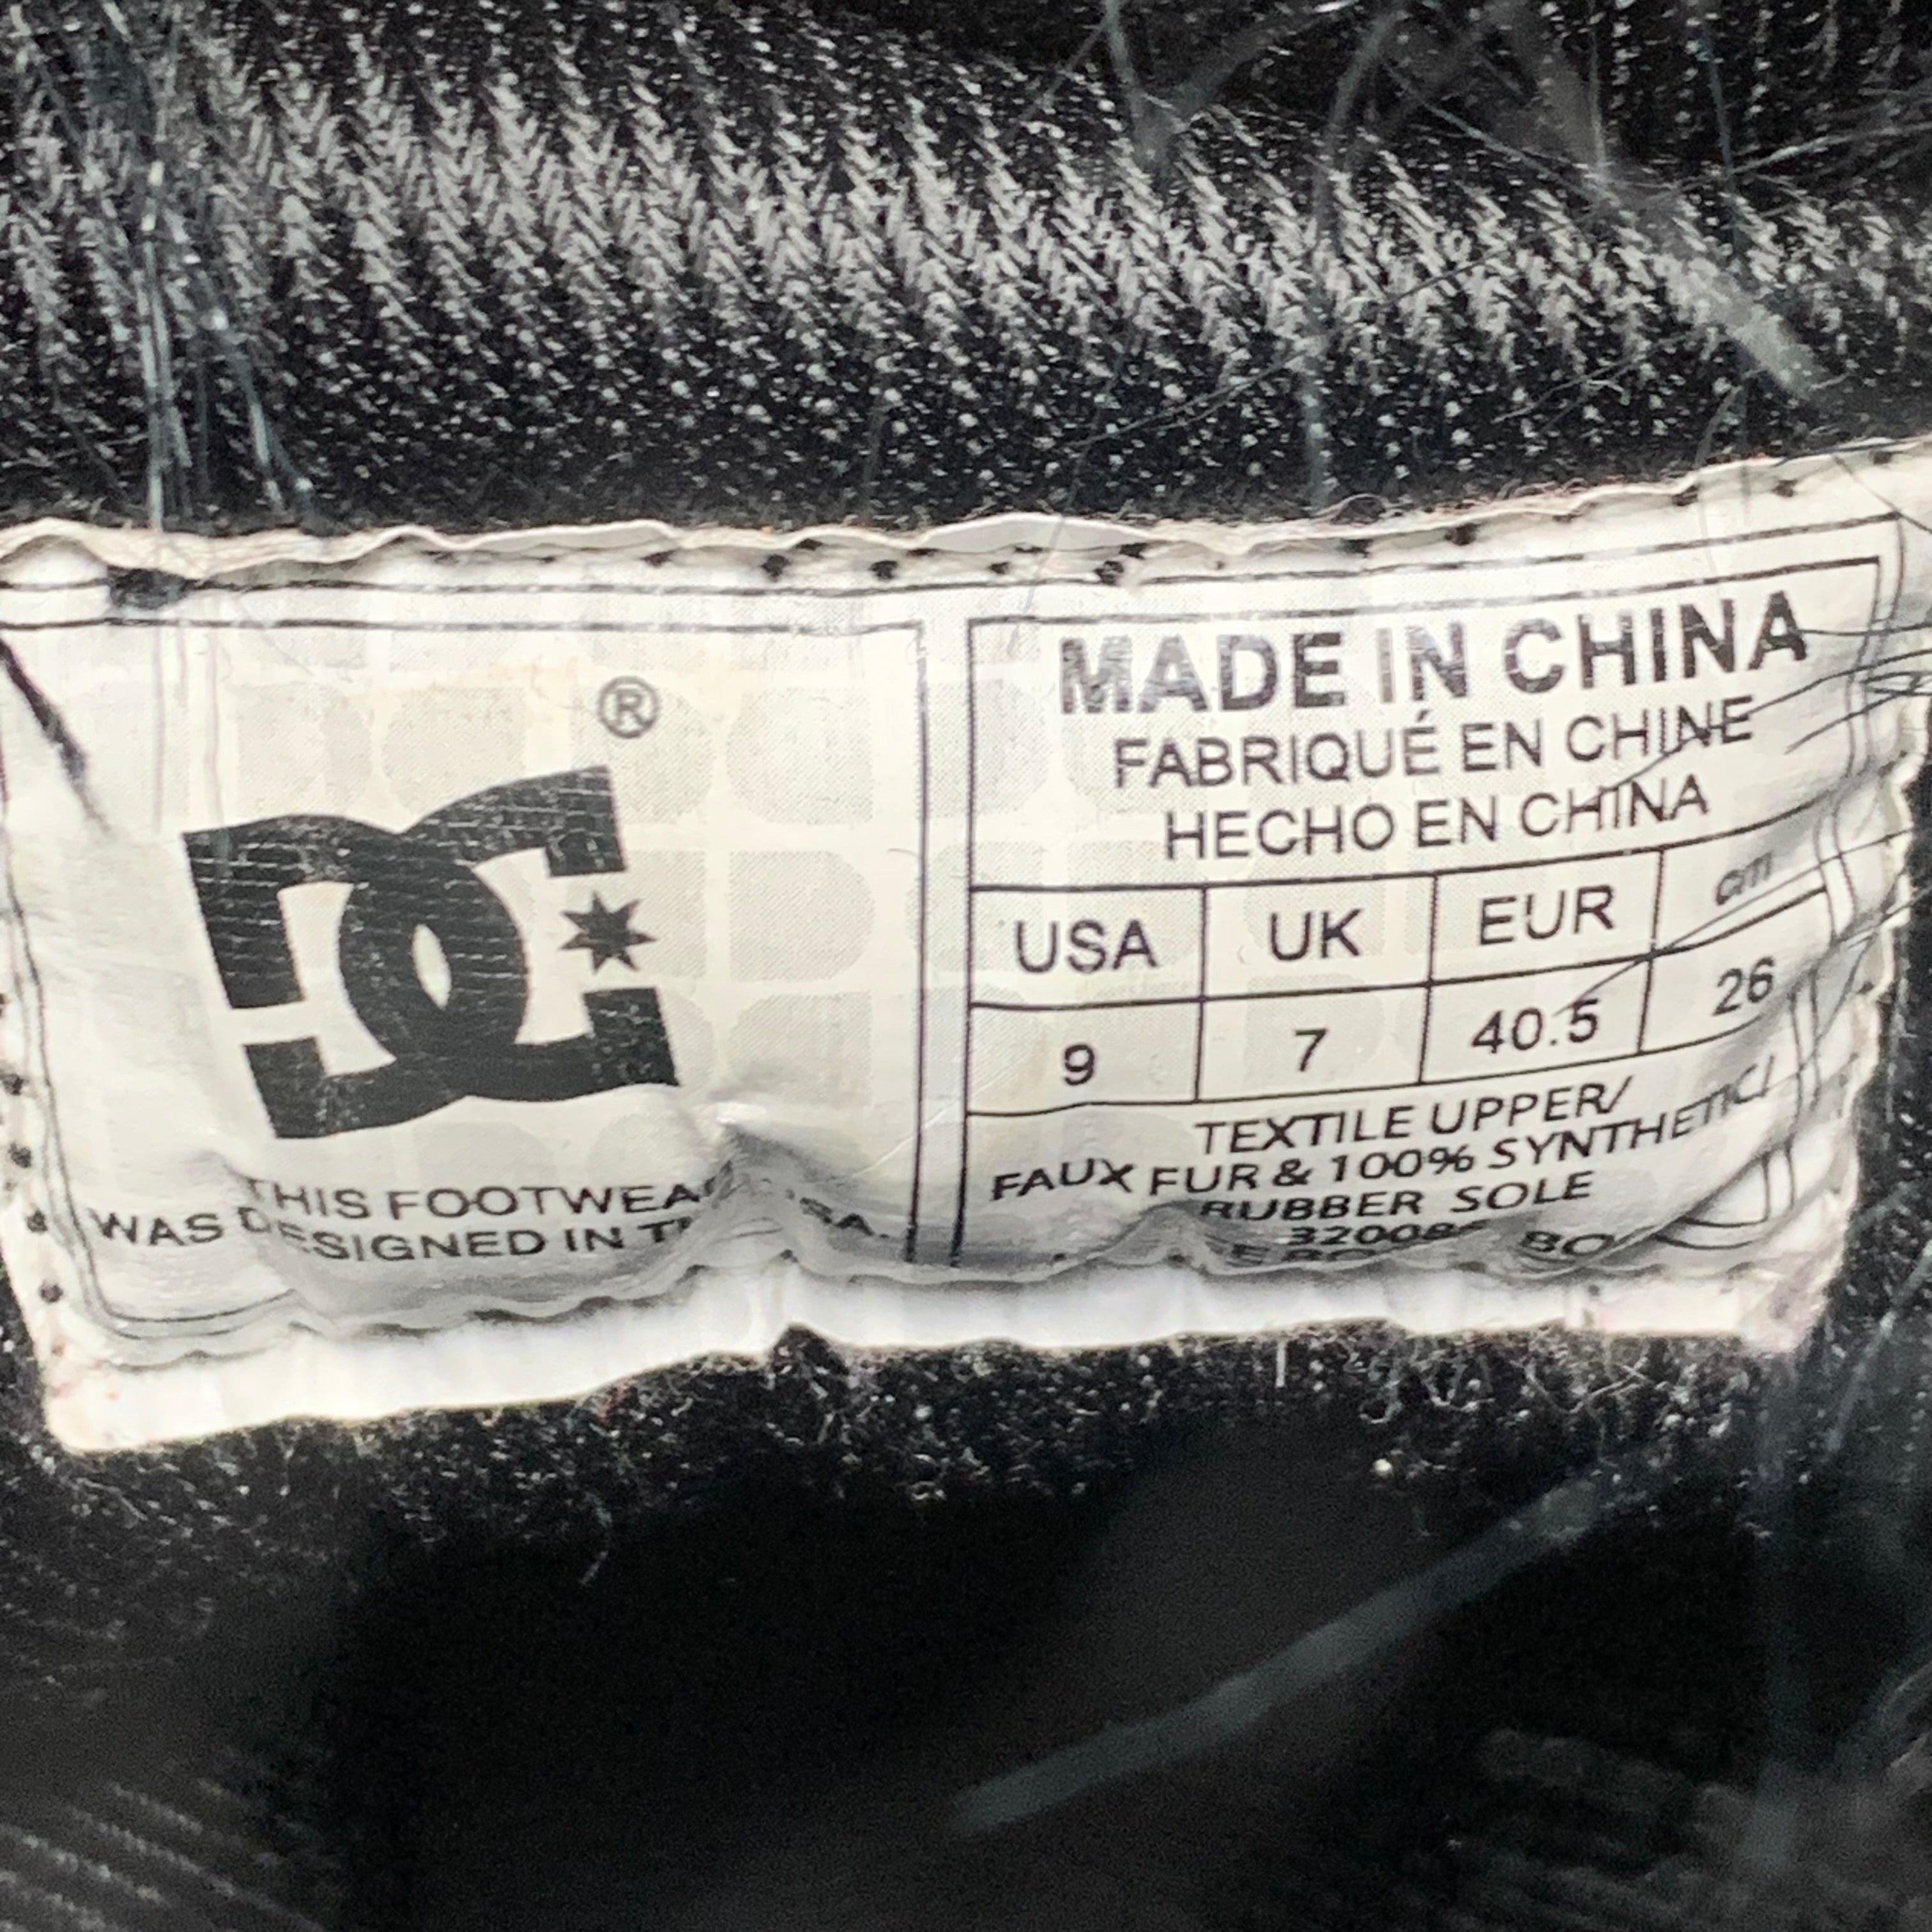 DC
®
THIS FOOTWEA
WAS DESIGNED IN
MADE IN CHINA
FABRIQUÉ EN CHINE
HECHO EN CHINA
USA UK EUR cm
9 7 40.5 26
TEXTILE UPPER/
FAUX FUR & 100% SYNTHETIC/
RUBBER SOLE